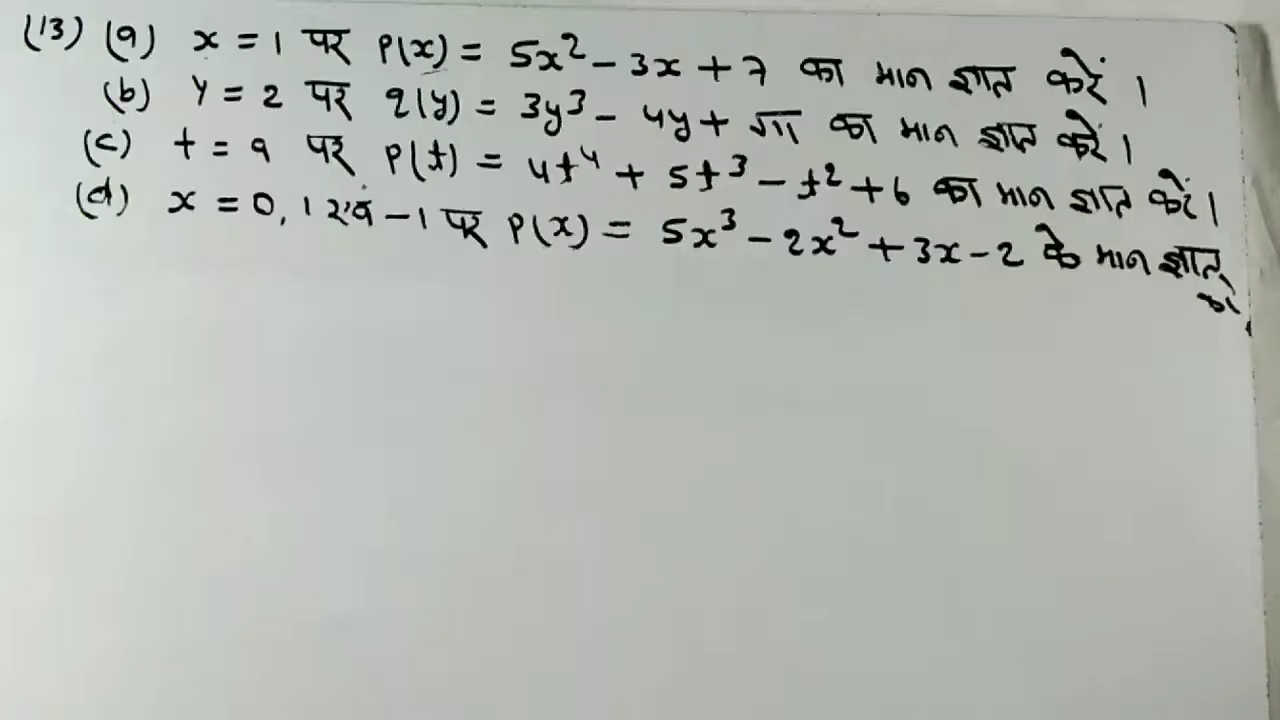 (13) (a) x = 1 पर P(x) = 5x² - 3x + 7 का मान ज्ञात करें ।
(b) y = 2 पर q(y) = 3y³ - 4y + √11 का मान ज्ञात करें ।
(c) t = a पर P(t) = 4t⁴ + 5t³ - t² + 6 का मान ज्ञात करें ।
(d) x = 0, 1 एवं -1 पर P(x) = 5x³ - 2x² + 3x - 2 के मान ज्ञात